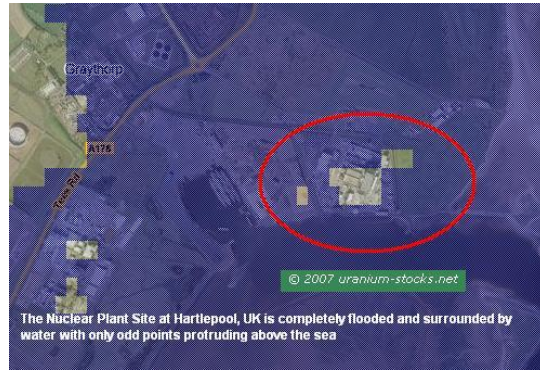 Graythorp
A178
Tees Rd
© 2007 uranium-stocks.net
The Nuclear Plant Site at Hartlepool, UK is completely flooded and surrounded by
water with only odd points protruding above the sea